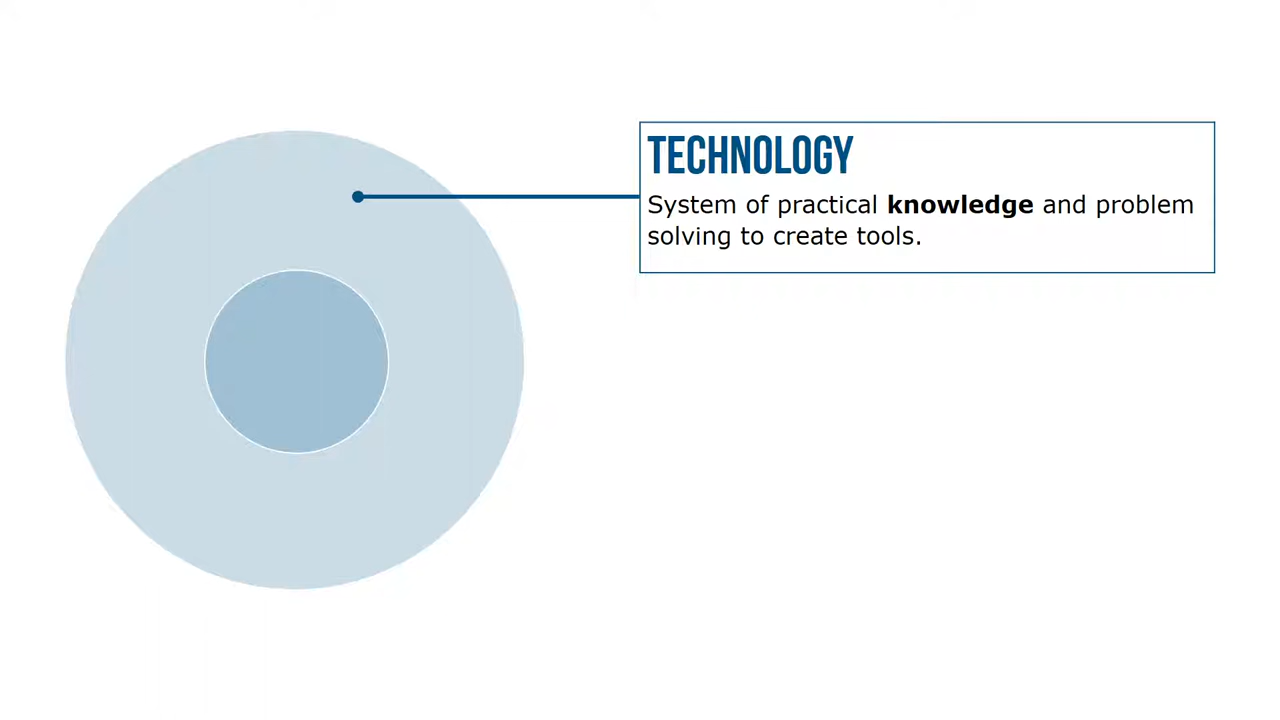 TECHNOLOGY
System of practical knowledge and problem
solving to create tools.